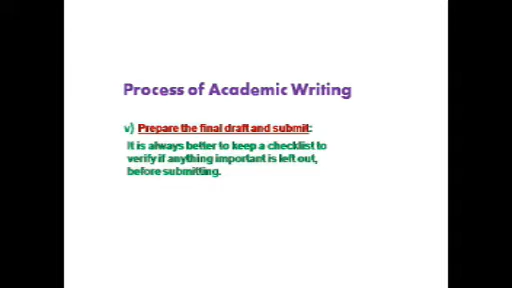 Process of Academic Writing
v) Prepare the final draft and submit:
It is always better to keep a checklist to
verify if anything important is left out,
before submitting.